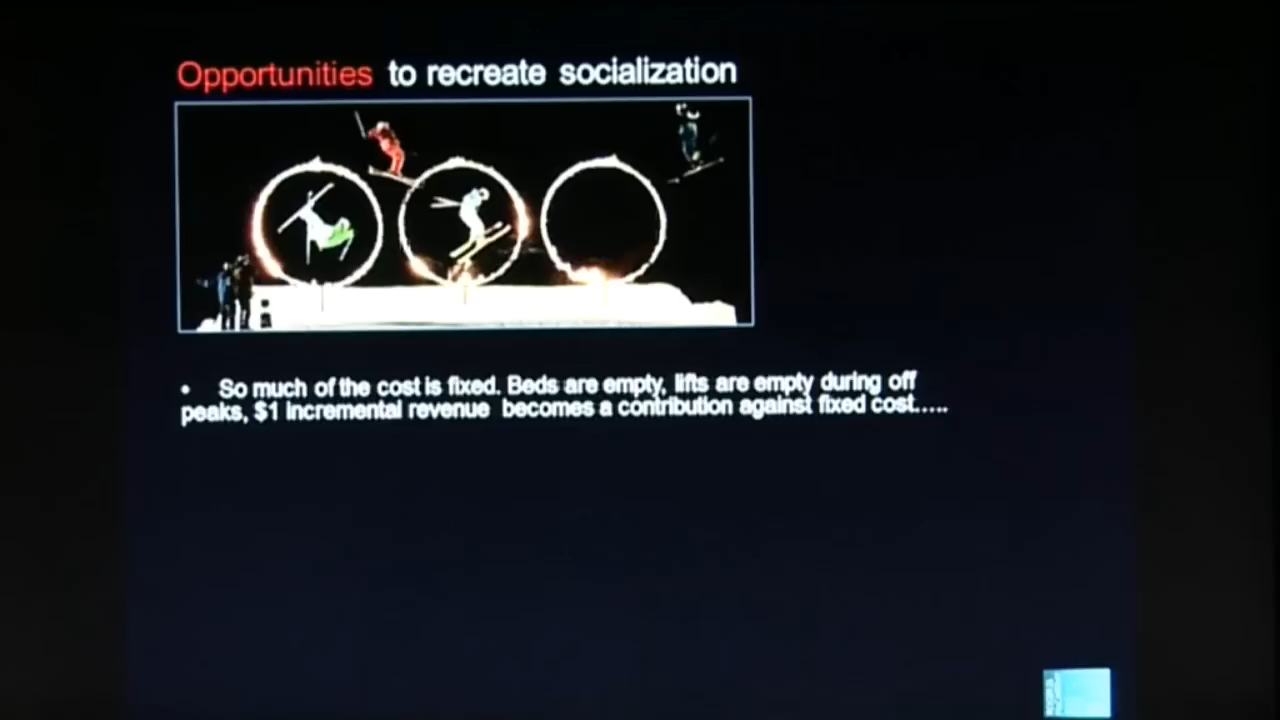 Opportunities to recreate socialization
• So much of the cost is fixed. Beds are empty, lifts are empty during off
peaks, $1 incremental revenue becomes a contribution against fixed cost…..